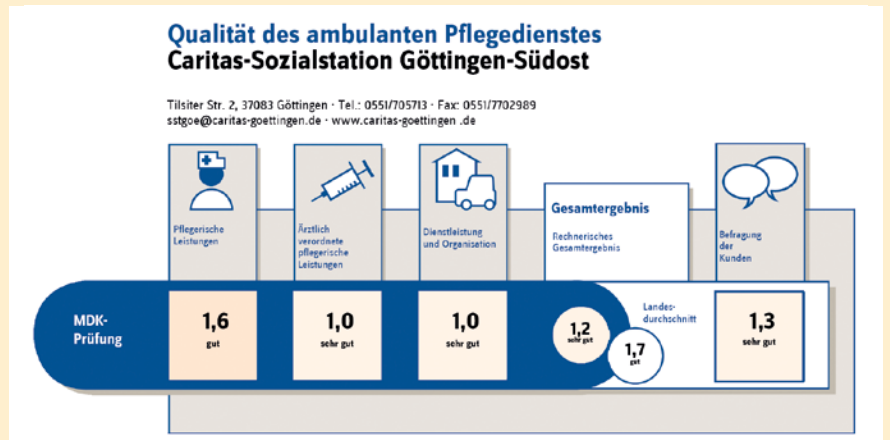 Qualität des ambulanten Pflegedienstes
Caritas-Sozialstation Göttingen-Südost
Tilsiter Str. 2, 37083 Göttingen · Tel.: 0551/705713 · Fax: 0551/7702989
sstgoe@caritas-goettingen.de · www.caritas-goettingen .de
Pflegerische
Leistungen
Ärztlich
verordnete
pflegerische
Leistungen
Dienstleistung
und Organisation
Gesamtergebnis
Rechnerisches
Gesamtergebnis
Befragung
der
Kunden
MDK-
Prüfung
1,6
gut
1,0
sehr gut
1,0
sehr gut
1,2
sehr gut
Landes-
durchschnitt
1,7
gut
1,3
sehr gut